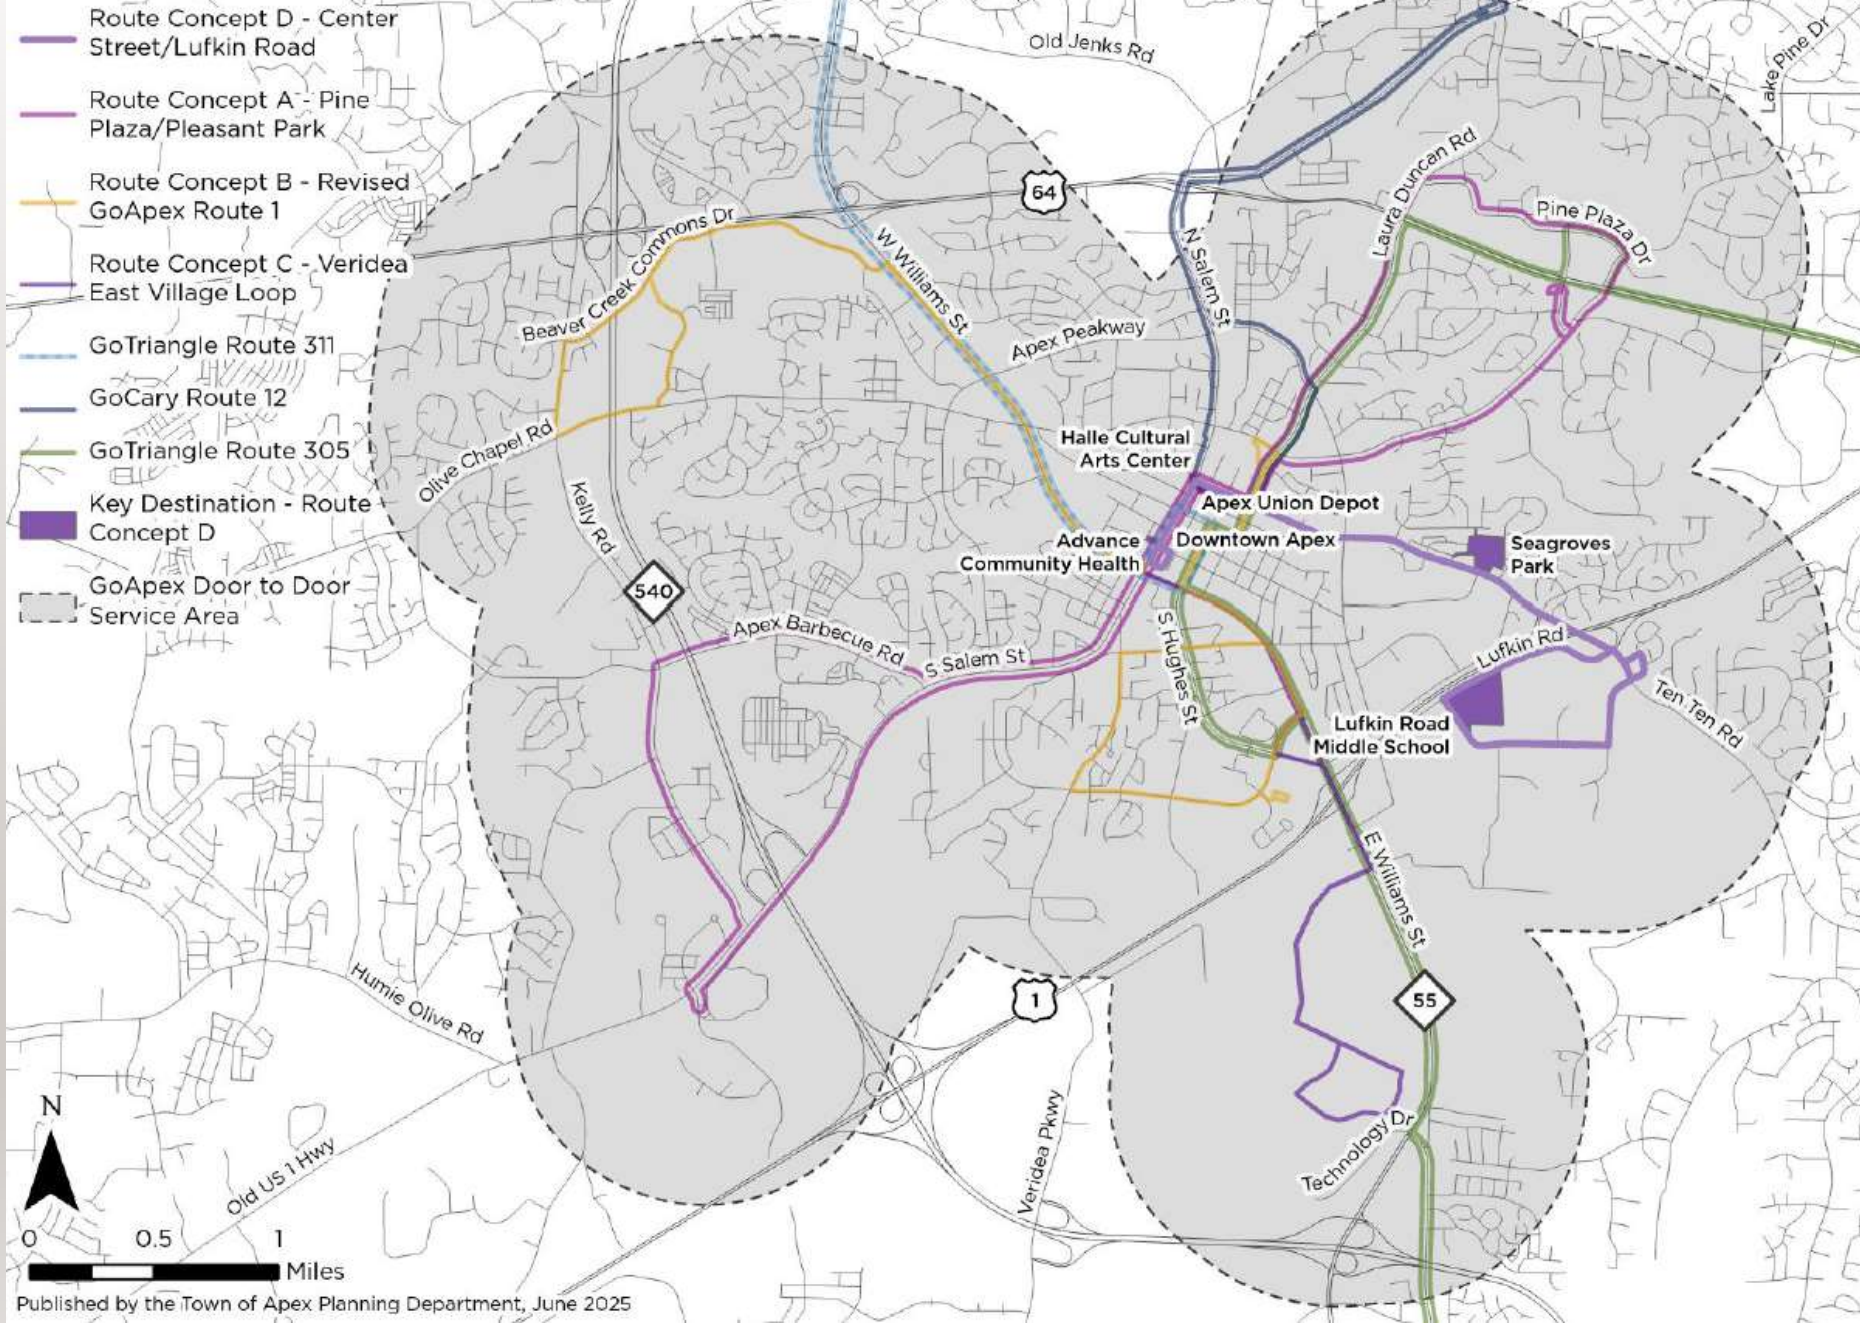 Route Concept D - Center
Street/Lufkin Road
Route Concept A - Pine
Plaza/Pleasant Park
Route Concept B - Revised
GoApex Route 1
Route Concept C - Veridea
East Village Loop
GoTriangle Route 311
GoCary Route 12
GoTriangle Route 305
Key Destination - Route
Concept D
GoApex Door to Door
Service Area
Old Jenks Rd
Lake Pine Dr
64
Laura Duncan Rd
Pine Plaza Dr
Beaver Creek Commons Dr
W Williams St
N Salem St
Apex Peakway
Olive Chapel Rd
Halle Cultural
Arts Center
Apex Union Depot
Kelly Rd
Advance
Community Health
Downtown Apex
Seagroves
Park
540
Apex Barbecue Rd
S Salem St
S Hughes St
Lufkin Rd
Ten Ten Rd
Lufkin Road
Middle School
E Williams St
Humie Olive Rd
1
55
Veridea Pkwy
Technology Dr
Old US 1 Hwy
N
0 0.5 1
Miles
Published by the Town of Apex Planning Department, June 2025